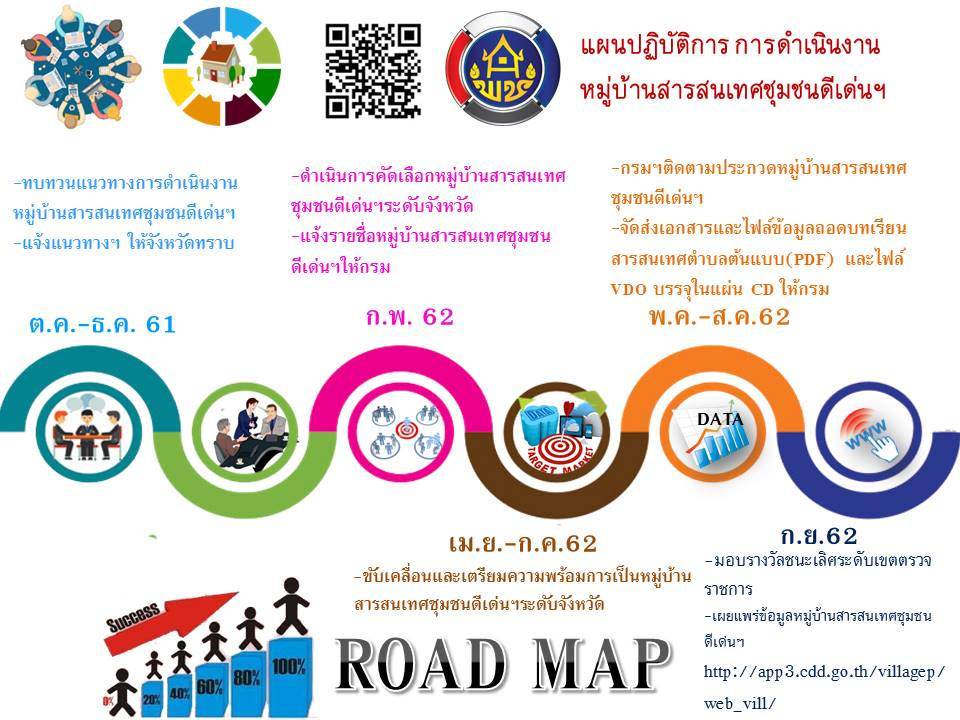 แผนปฏิบัติการ การดำเนินงาน
หมู่บ้านสารสนเทศชุมชนดีเด่นฯ
-ทบทวนแนวทางการดำเนินงาน
หมู่บ้านสารสนเทศชุมชนดีเด่นฯ
-แจ้งแนวทางฯ ให้จังหวัดทราบ
ต.ค.-ธ.ค. 61
-ดำเนินการคัดเลือกหมู่บ้านสารสนเทศ
ชุมชนดีเด่นฯระดับจังหวัด
-แจ้งรายชื่อหมู่บ้านสารสนเทศชุมชน
ดีเด่นฯให้กรม
ก.พ. 62
-กรมฯติดตามประกวดหมู่บ้านสารสนเทศ
ชุมชนดีเด่นฯ
-จัดส่งเอกสารและไฟล์ข้อมูลถอดบทเรียน
สารสนเทศตำบลต้นแบบ(PDF) และไฟล์
VDO บรรจุในแผ่น CD ให้กรม
พ.ค.-ส.ค.62
TARGET MARKET
DATA
www
เม.ย.-ก.ค.62
-ขับเคลื่อนและเตรียมความพร้อมการเป็นหมู่บ้าน
สารสนเทศชุมชนดีเด่นฯระดับจังหวัด
ก.ย.62
-มอบรางวัลชนะเลิศระดับเขตตรวจ
ราชการ
-เผยแพร่ข้อมูลหมู่บ้านสารสนเทศชุมชน
ดีเด่นฯ
http://app3.cdd.go.th/villagep/
web_vill/
Success
0%
20%
40%
60%
80%
100%
ROAD MAP